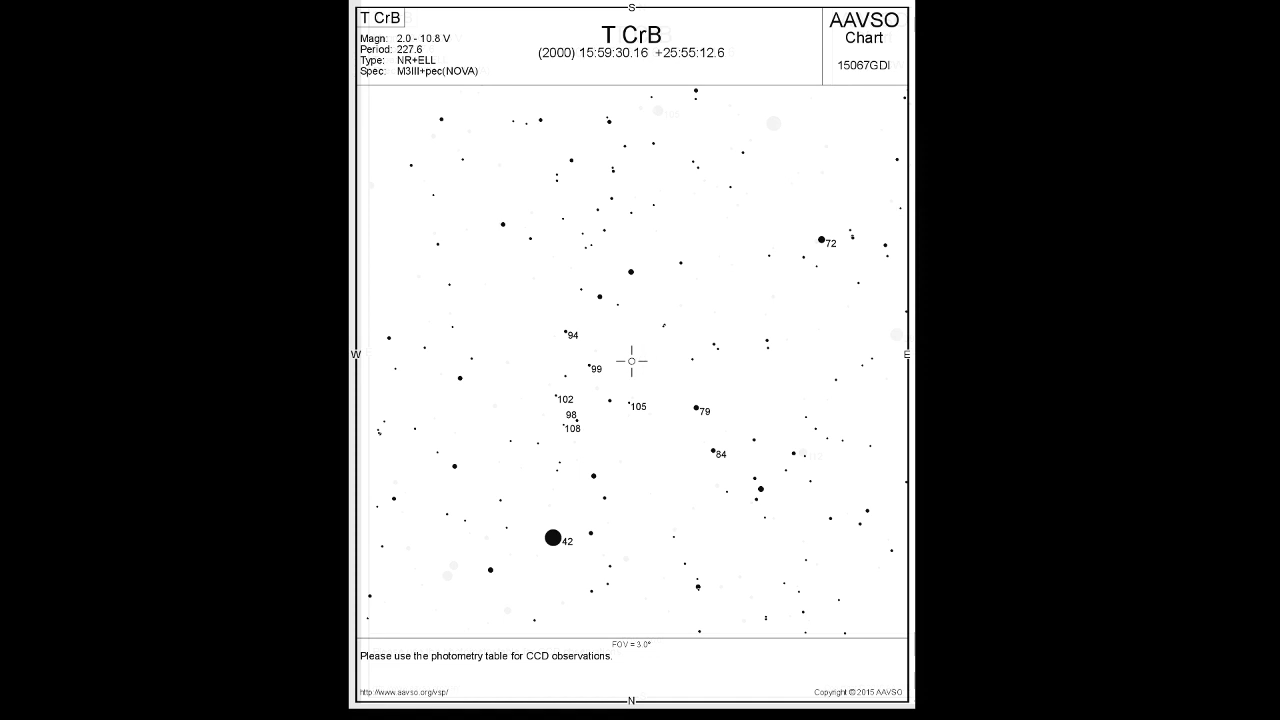 S
T CrB
Magn: 2.0 - 10.8 V
Period: 227.6
Type: NR+ELL
Spec: M3III+pec(NOVA)
T CrB
(2000) 15:59:30.16 +25:55:12.6
AAVSO
Chart
15067GDI
72
94
W
E
99
102
105
98
79
108
84
42
FOV = 3.0°
Please use the photometry table for CCD observations.
http://www.aavso.org/vsp/
Copyright © 2015 AAVSO
N